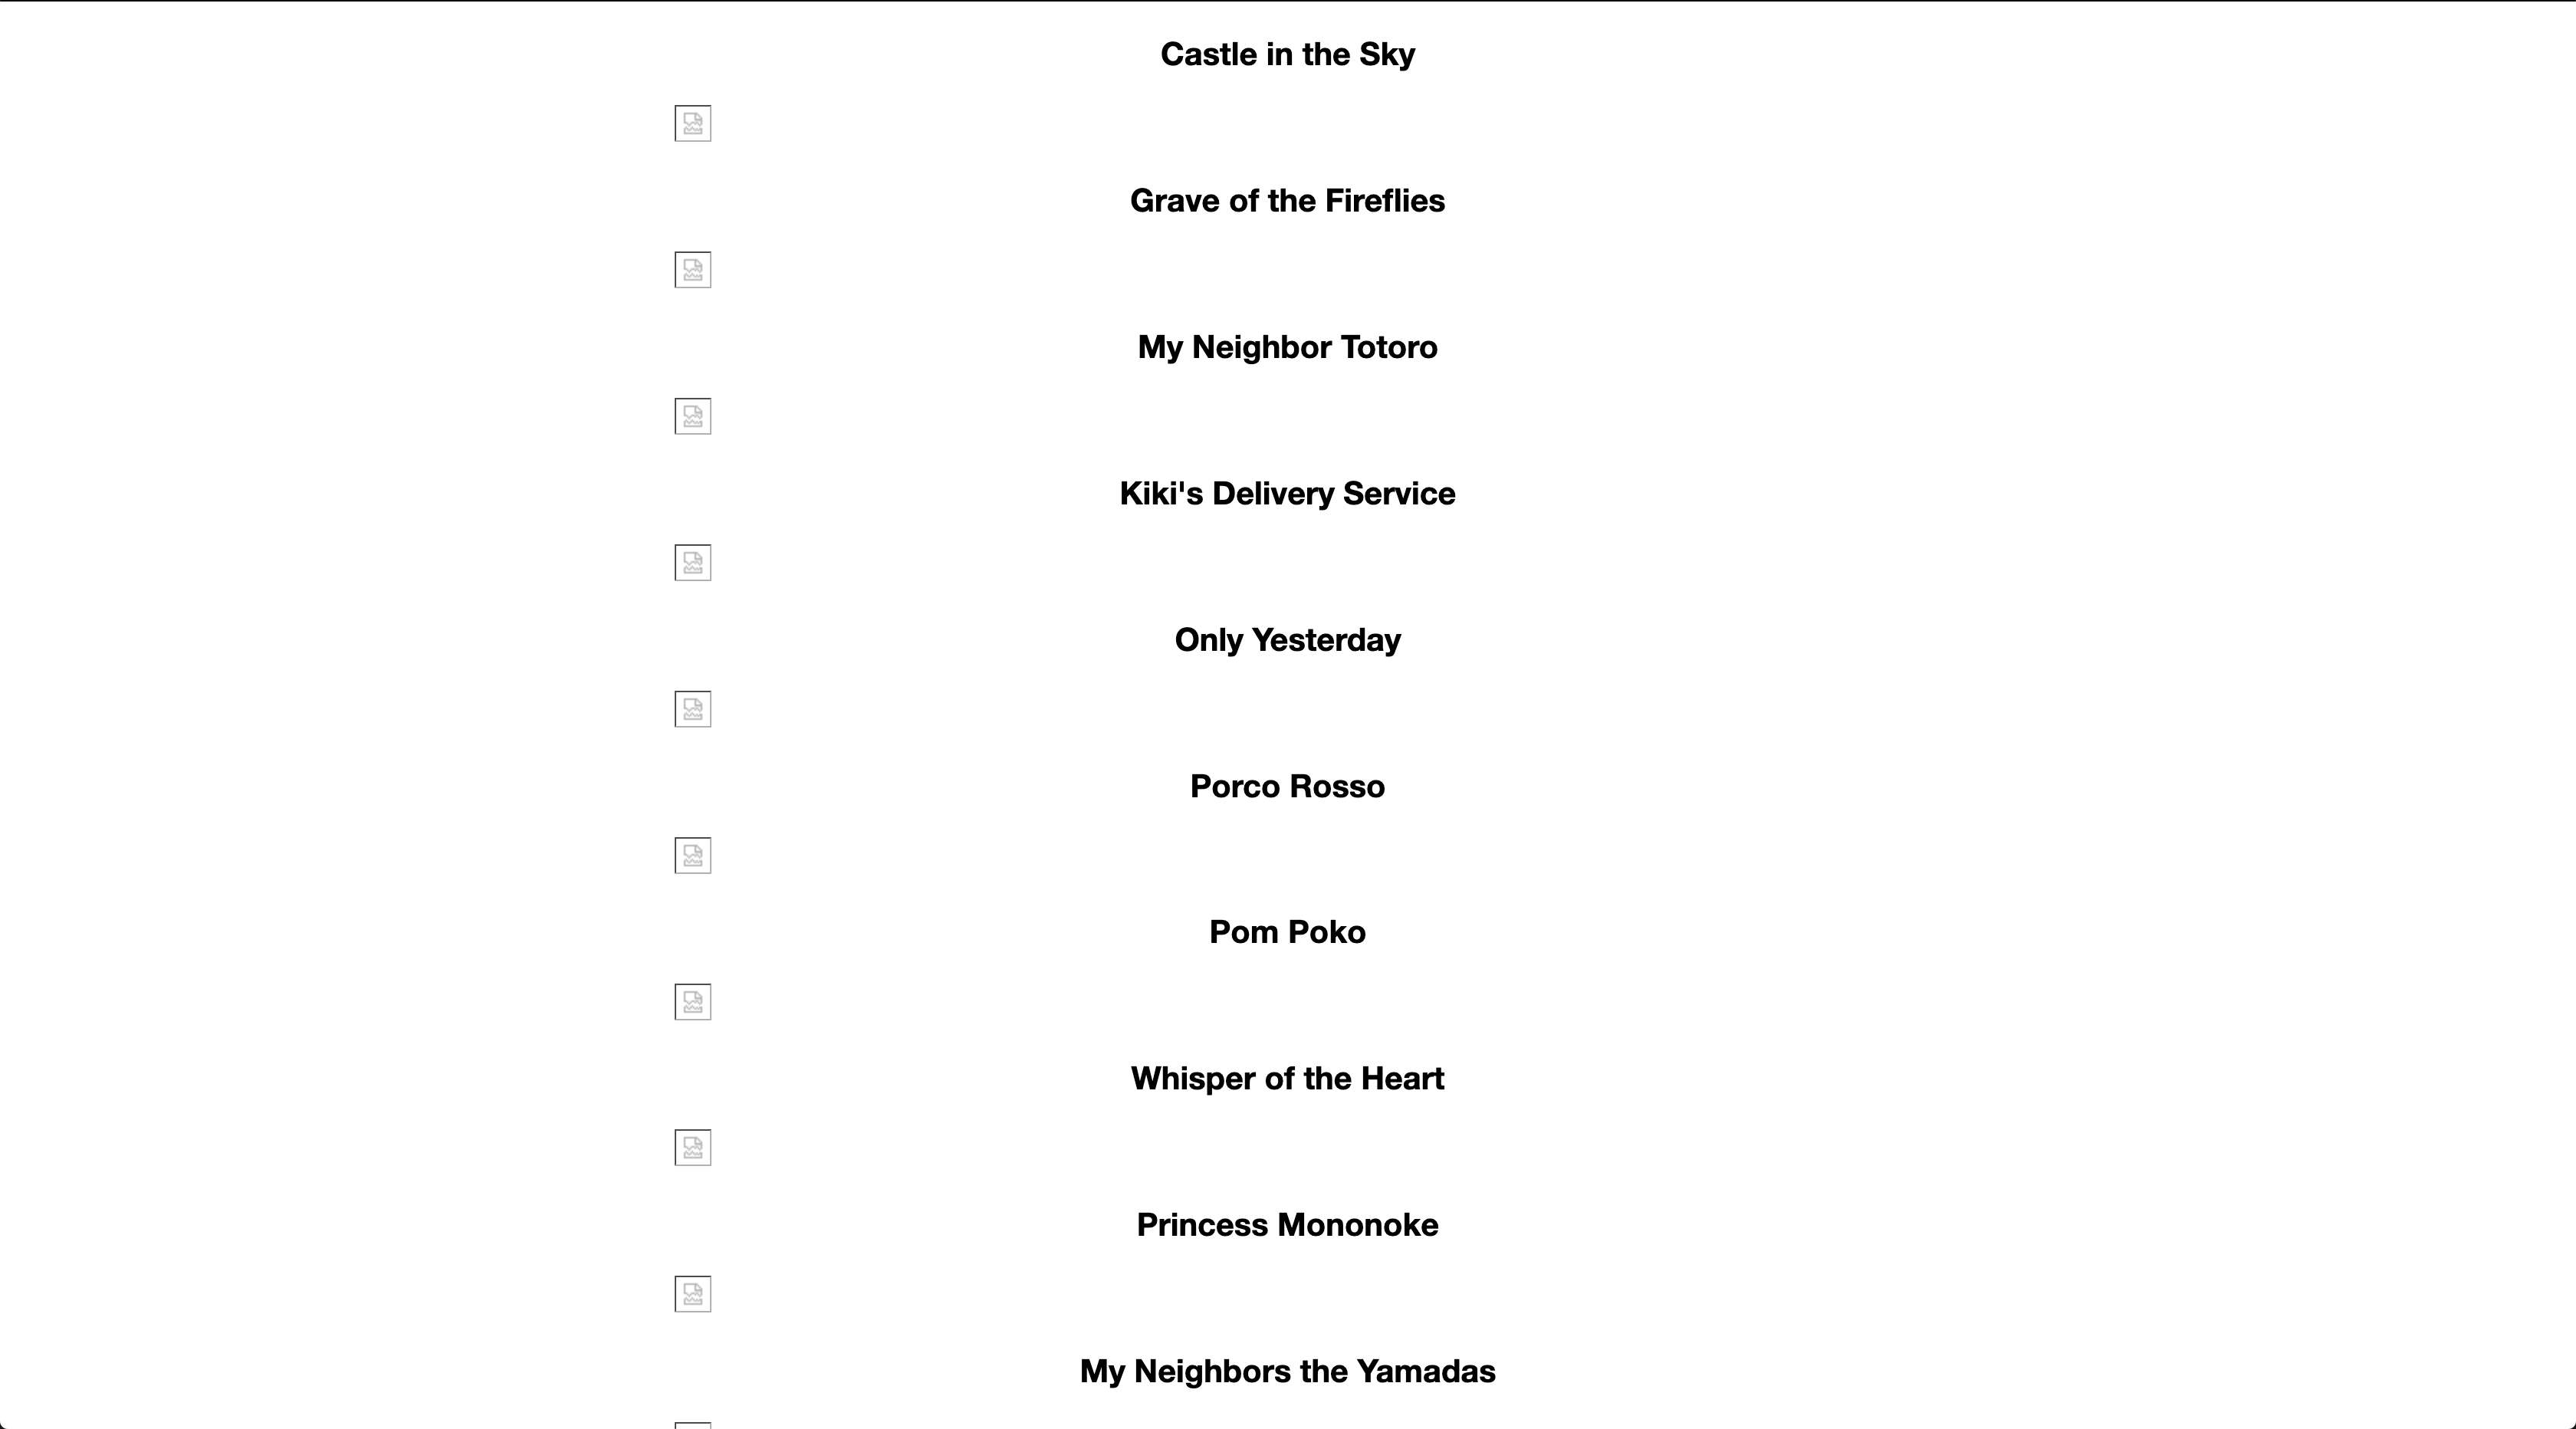 Castle in the Sky
Grave of the Fireflies
My Neighbor Totoro
Kiki's Delivery Service
Only Yesterday
Porco Rosso
Pom Poko
Whisper of the Heart
Princess Mononoke
My Neighbors the Yamadas